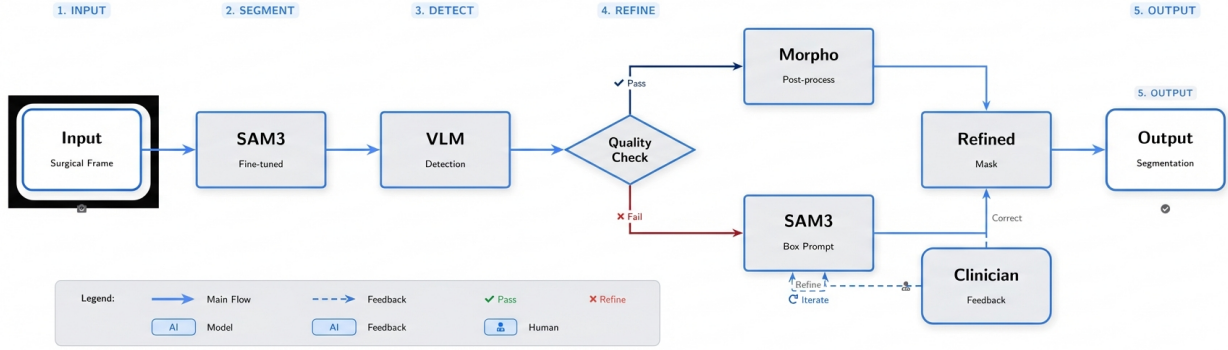 1. INPUT
2. SEGMENT
3. DETECT
4. REFINE
5. OUTPUT
Morpho
Post-process
✔ Pass
5. OUTPUT
Input
Surgical Frame
SAM3
Fine-tuned
VLM
Detection
Quality
Check
Refined
Mask
Output
Segmentation
✘ Fail
SAM3
Box Prompt
Correct
Clinician
Feedback
Refine
Iterate
Legend:
Main Flow
Feedback
✔ Pass
✘ Refine
AI
Model
AI
Feedback
Human